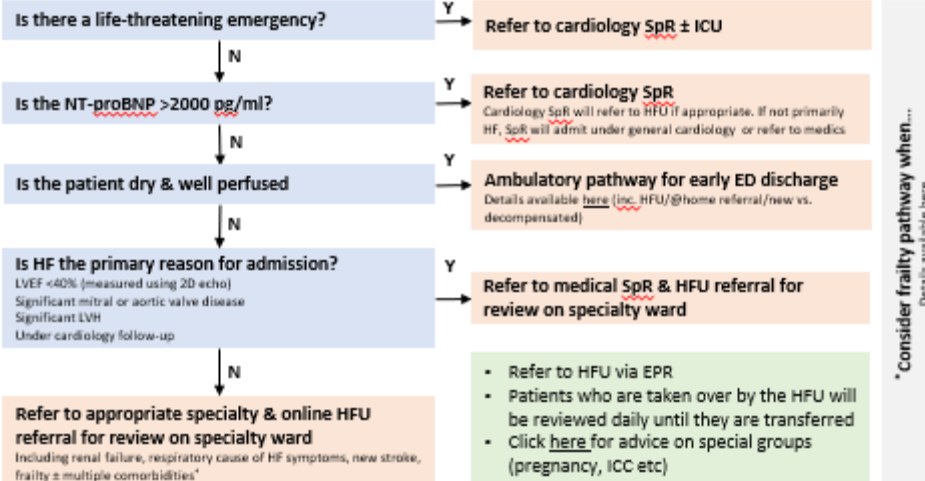 Is there a life-threatening emergency?
Y
Refer to cardiology SpR ± ICU
N
Is the NT-proBNP >2000 pg/ml?
Y
Refer to cardiology SpR
Cardiology SpR will refer to HFU if appropriate. If not primarily
HF, SpR will admit under general cardiology or refer to medics
N
Is the patient dry & well perfused
Y
Ambulatory pathway for early ED discharge
Details available here (inc. HFU/@home referral/new vs.
decompensated)
N
Is HF the primary reason for admission?
LVEF <40% (measured using 2D echo)
Significant mitral or aortic valve disease
Significant LVH
Under cardiology follow-up
Y
Refer to medical SpR & HFU referral for
review on specialty ward
N
Refer to appropriate specialty & online HFU
referral for review on specialty ward
Including renal failure, respiratory cause of HF symptoms, new stroke,
frailty ± multiple comorbidities*
• Refer to HFU via EPR
• Patients who are taken over by the HFU will
be reviewed daily until they are transferred
• Click here for advice on special groups
(pregnancy, ICC etc)
*Consider frailty pathway when...
Details available here